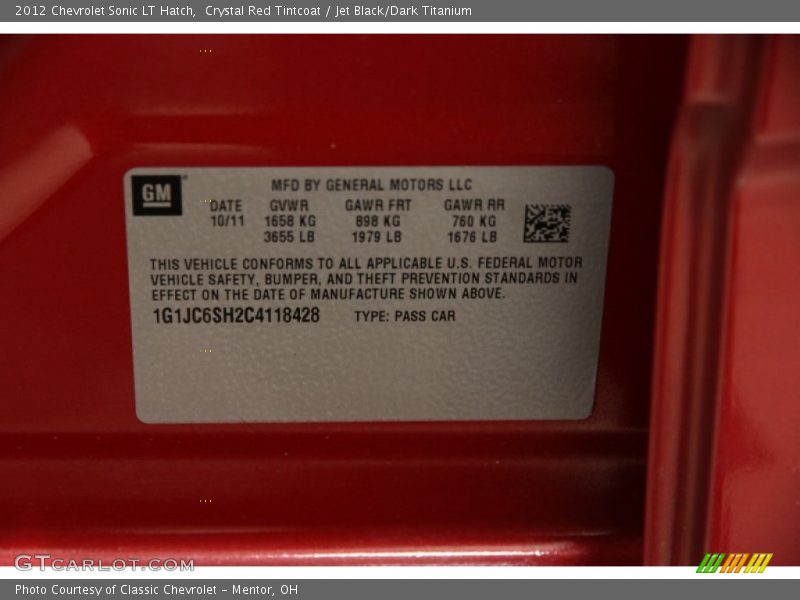 2012 Chevrolet Sonic LT Hatch,  Crystal Red Tintcoat / Jet Black/Dark Titanium
GM
MFD BY GENERAL MOTORS LLC
DATE GVWR GAWR FRT GAWR RR
10/11 1658 KG 898 KG 760 KG
3655 LB 1979 LB 1676 LB
THIS VEHICLE CONFORMS TO ALL APPLICABLE U.S. FEDERAL MOTOR
VEHICLE SAFETY, BUMPER, AND THEFT PREVENTION STANDARDS IN
EFFECT ON THE DATE OF MANUFACTURE SHOWN ABOVE.
1G1JC6SH2C4118428 TYPE: PASS CAR
GTcarlot.com
Photo Courtesy of Classic Chevrolet - Mentor, OH